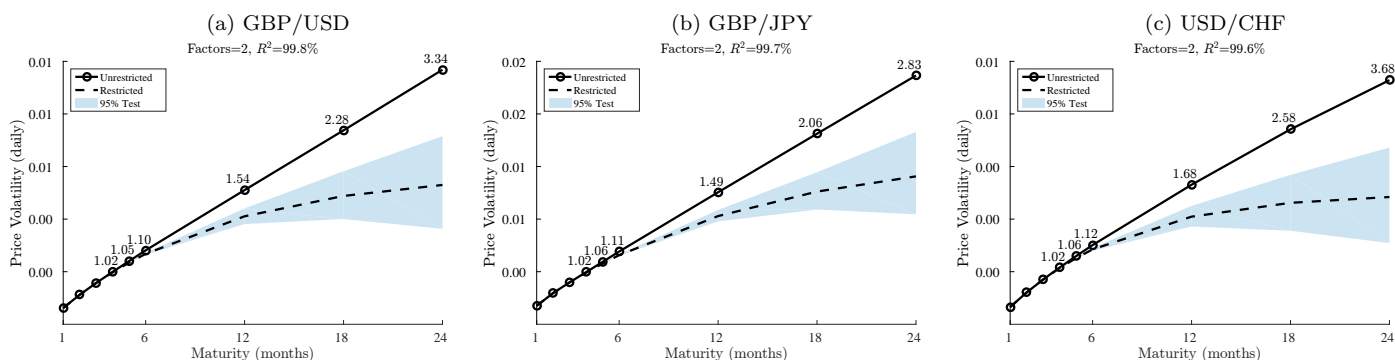 (a) GBP/USD
Factors=2, R²=99.8%
Price Volatility (daily)
0.01
0.01
0.01
0.00
0.00
Unrestricted
Restricted
95% Test
1.02
1.05
1.10
1.54
2.28
3.34
1 6 12 18 24
Maturity (months)
(b) GBP/JPY
Factors=2, R²=99.7%
Price Volatility (daily)
0.02
0.02
0.01
0.01
0.00
Unrestricted
Restricted
95% Test
1.02
1.06
1.11
1.49
2.06
2.83
1 6 12 18 24
Maturity (months)
(c) USD/CHF
Factors=2, R²=99.6%
Price Volatility (daily)
0.01
0.01
0.00
0.00
0.00
Unrestricted
Restricted
95% Test
1.02
1.06
1.12
1.68
2.58
3.68
1 6 12 18 24
Maturity (months)